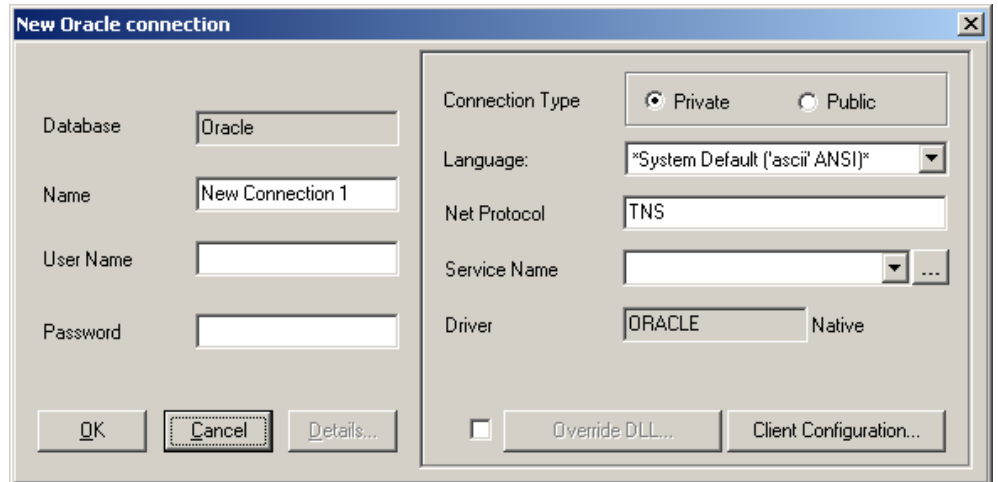 New Oracle connection
Database Oracle
Name New Connection 1
User Name
Password
OK Cancel Details...
Connection Type Private Public
Language: *System Default ('ascii' ANSI)*
Net Protocol TNS
Service Name ...
Driver ORACLE Native
Override DLL... Client Configuration...